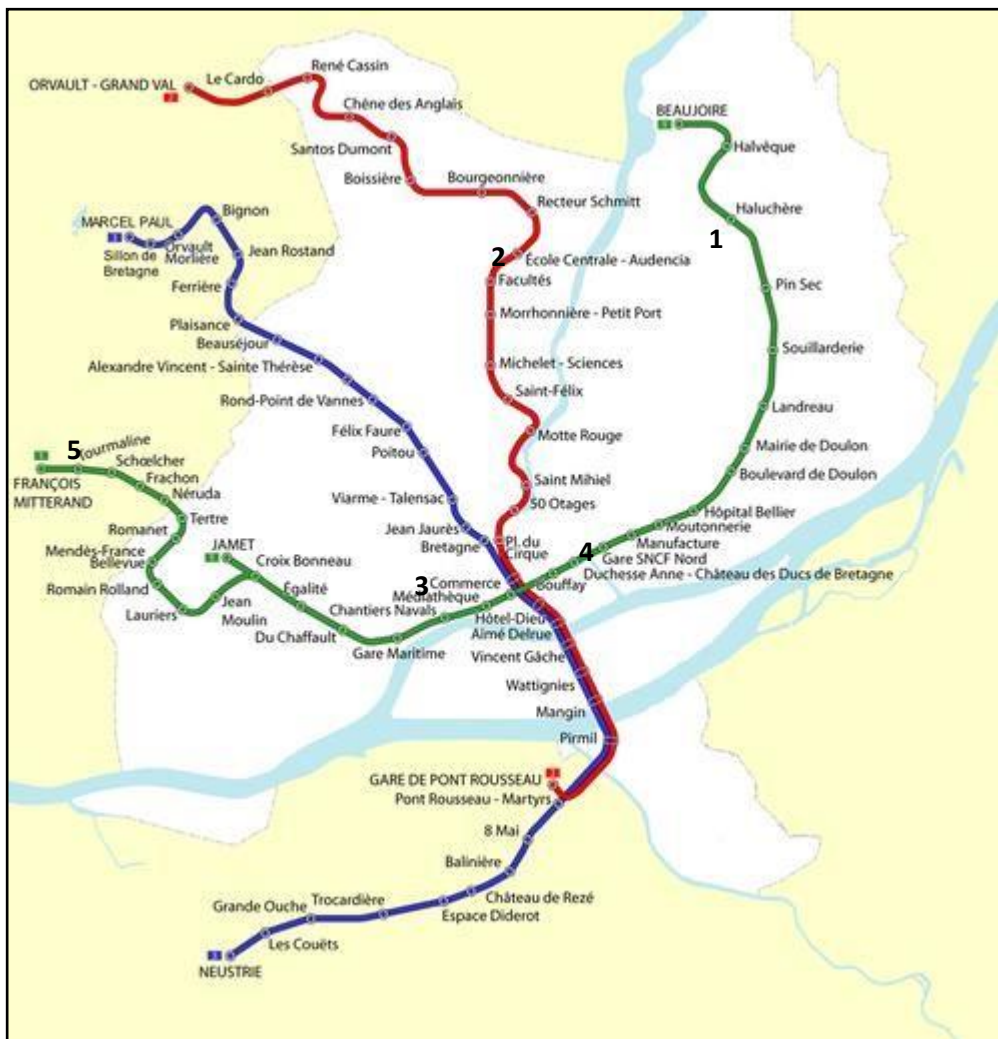 ORVAULT - GRAND VAL
2
Le Cardo
René Cassin
Chêne des Anglais
Santos Dumont
Boissière
Bourgeonnière
Recteur Schmitt
2
École Centrale - Audencia
Facultés
Morrhonnière - Petit Port
Michelet - Sciences
Saint-Félix
Motte Rouge
Saint Mihiel
50 Otages
Pl. du
Cirque
BEAUJOIRE
1
Halvèque
Haluchère
1
Pin Sec
Souillarderie
Landreau
Mairie de Doulon
Boulevard de Doulon
Hôpital Bellier
Moutonnerie
Manufacture
4
Gare SNCF Nord
Duchesse Anne - Château des Ducs de Bretagne
Bouffay
MARCEL PAUL
3
Sillon de
Bretagne
Orvault
Morlière
Bignon
Jean Rostand
Ferrière
Plaisance
Beauséjour
Alexandre Vincent - Sainte Thérèse
Rond-Point de Vannes
Félix Faure
Poitou
Viarme - Talensac
Jean Jaurès
Bretagne
1
5
FRANÇOIS
MITTERAND
Tourmaline
Schœlcher
Frachon
Néruda
Tertre
Romanet
Mendès-France
Bellevue
Romain Rolland
Lauriers
Jean
Moulin
JAMET
1
Croix Bonneau
Égalité
Du Chaffault
Gare Maritime
Chantiers Navals
3
Médiathèque
Commerce
Hôtel-Dieu
Aimé Delrue
Vincent Gâche
Wattignies
Mangin
Pirmil
GARE DE PONT ROUSSEAU
2
Pont Rousseau - Martyrs
8 Mai
Balinière
Château de Rezé
Espace Diderot
Trocardière
Grande Ouche
Les Couëts
3
NEUSTRIE